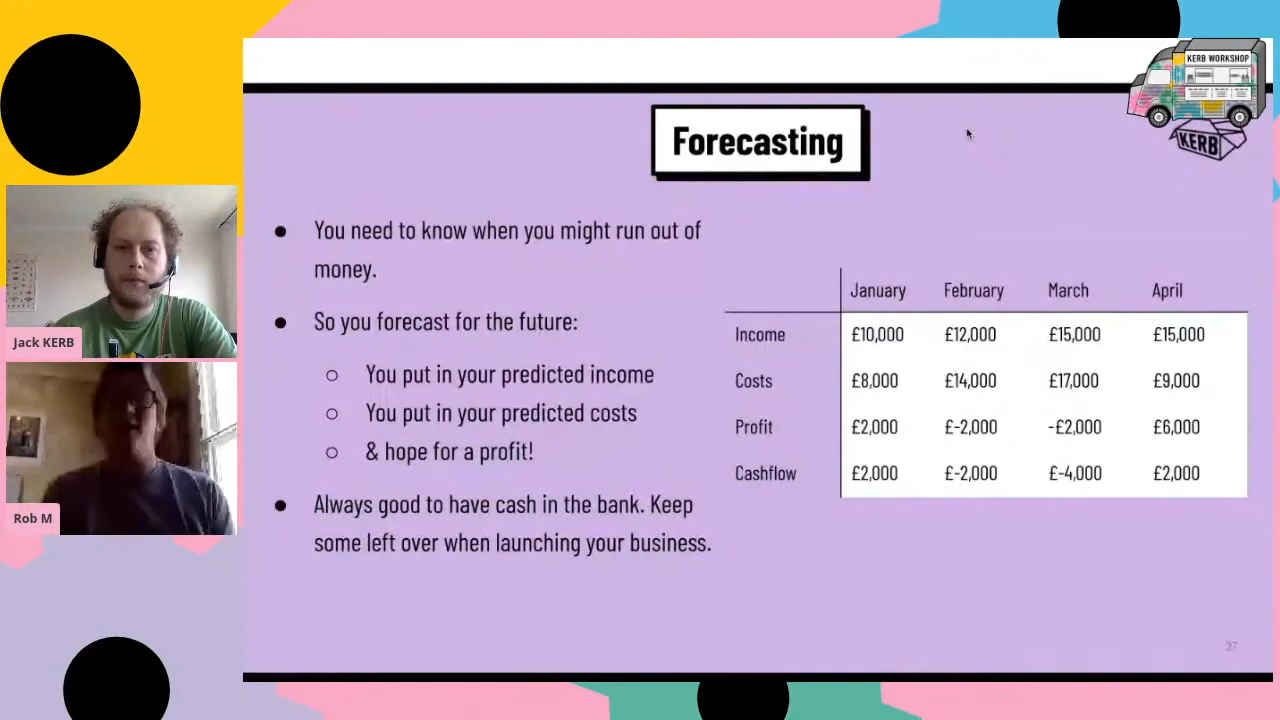 KERB WORKSHOP
KERB
Forecasting
● You need to know when you might run out of
money.
● So you forecast for the future:
○ You put in your predicted income
○ You put in your predicted costs
○ & hope for a profit!
● Always good to have cash in the bank. Keep
some left over when launching your business.
January February March April
Income £10,000 £12,000 £15,000 £15,000
Costs £8,000 £14,000 £17,000 £9,000
Profit £2,000 £-2,000 -£2,000 £6,000
Cashflow £2,000 £-2,000 £-4,000 £2,000
27
Jack KERB
Rob M